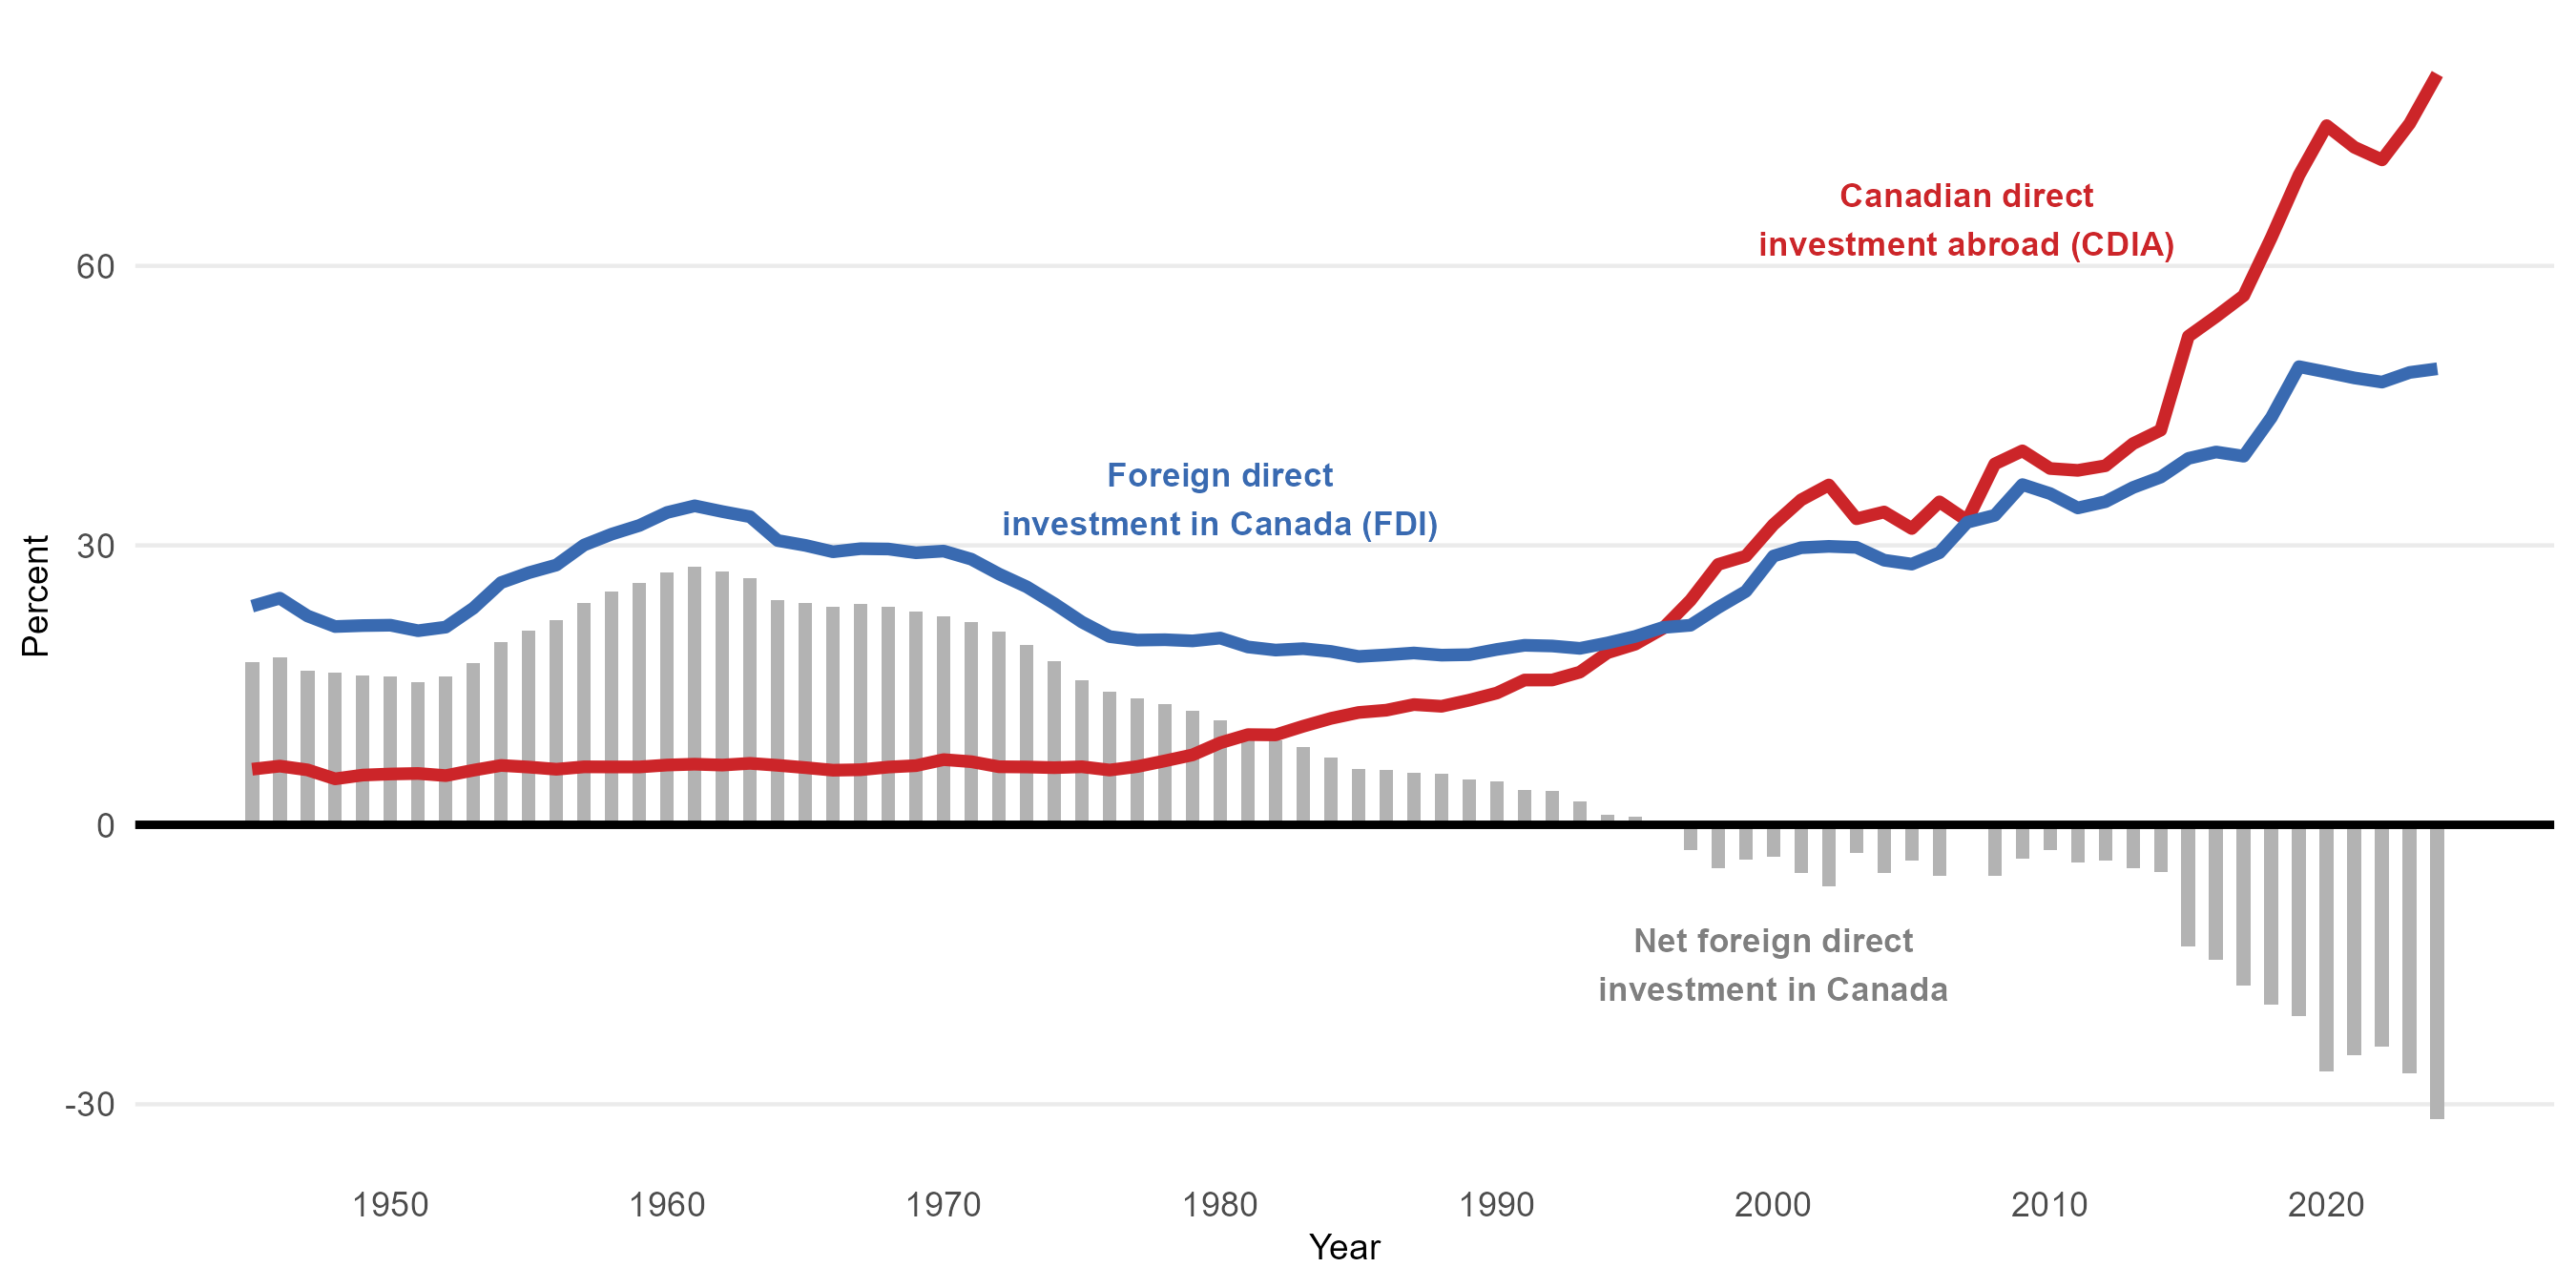 Canadian direct
investment abroad (CDIA)
60
Foreign direct
investment in Canada (FDI)
30
Percent
0
Net foreign direct
investment in Canada
-30
1950 1960 1970 1980 1990 2000 2010 2020
Year